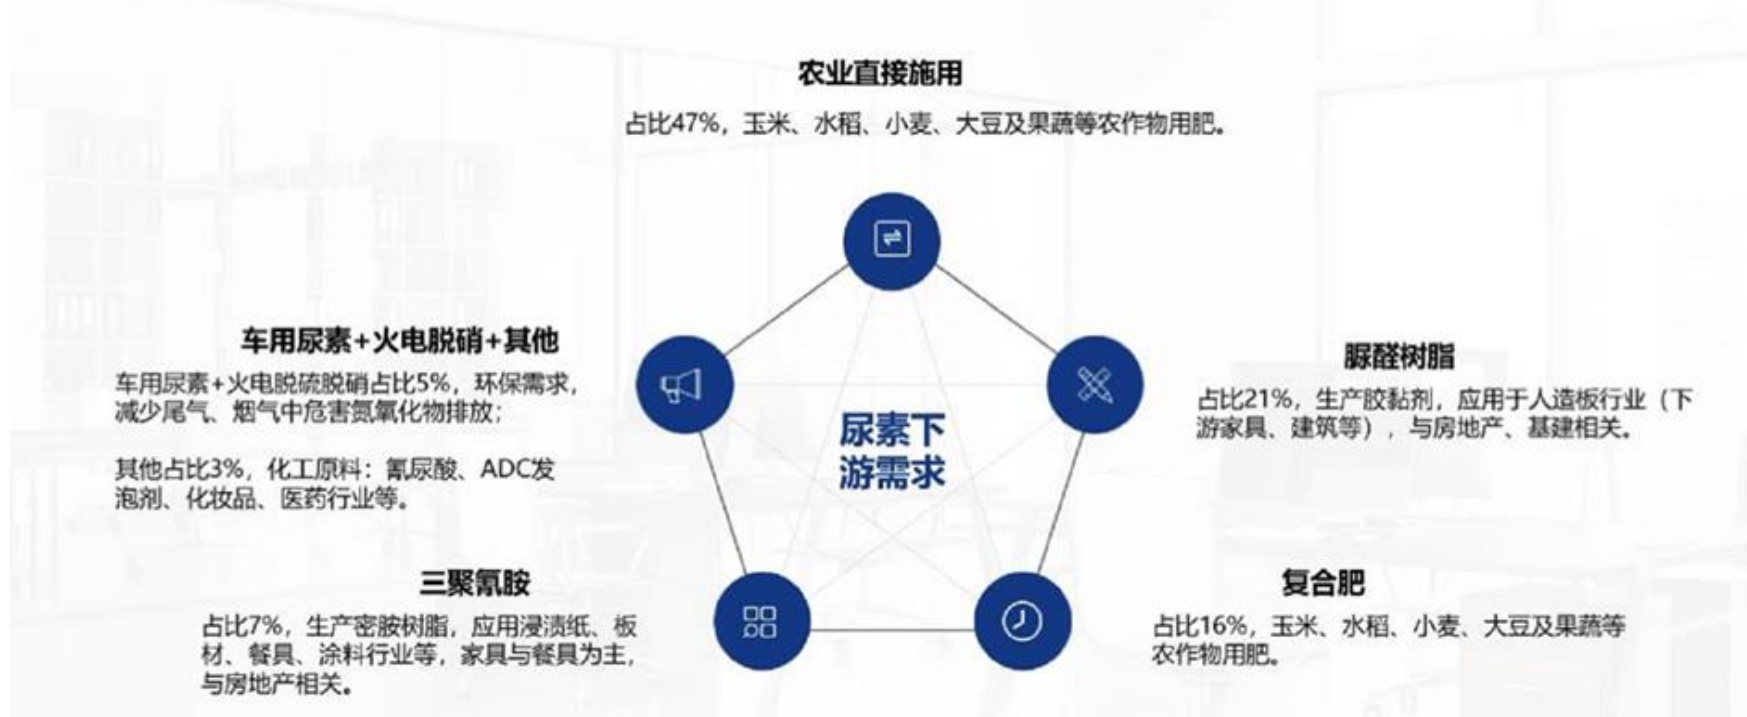 农业直接施用
占比47%，玉米、水稻、小麦、大豆及果蔬等农作物用肥。
车用尿素+火电脱硝+其他
车用尿素+火电脱硫脱硝占比5%，环保需求，
减少尾气、烟气中危害氮氧化物排放；
其他占比3%，化工原料：氰尿酸、ADC发
泡剂、化妆品、医药行业等。
尿素下
游需求
脲醛树脂
占比21%，生产胶黏剂，应用于人造板行业（下
游家具、建筑等），与房地产、基建相关。
三聚氰胺
占比7%，生产密胺树脂，应用浸渍纸、板
材、餐具、涂料行业等，家具与餐具为主，
与房地产相关。
复合肥
占比16%，玉米、水稻、小麦、大豆及果蔬等
农作物用肥。